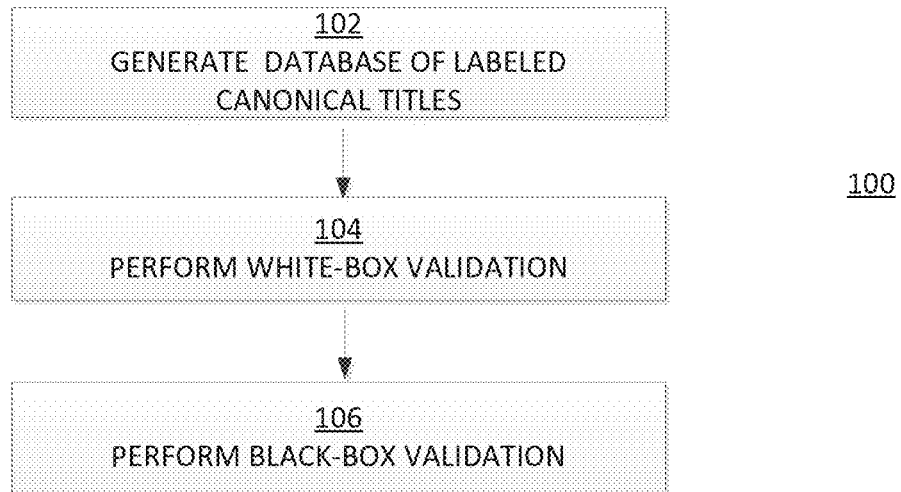 102
GENERATE DATABASE OF LABELED
CANONICAL TITLES
100
104
PERFORM WHITE-BOX VALIDATION
106
PERFORM BLACK-BOX VALIDATION